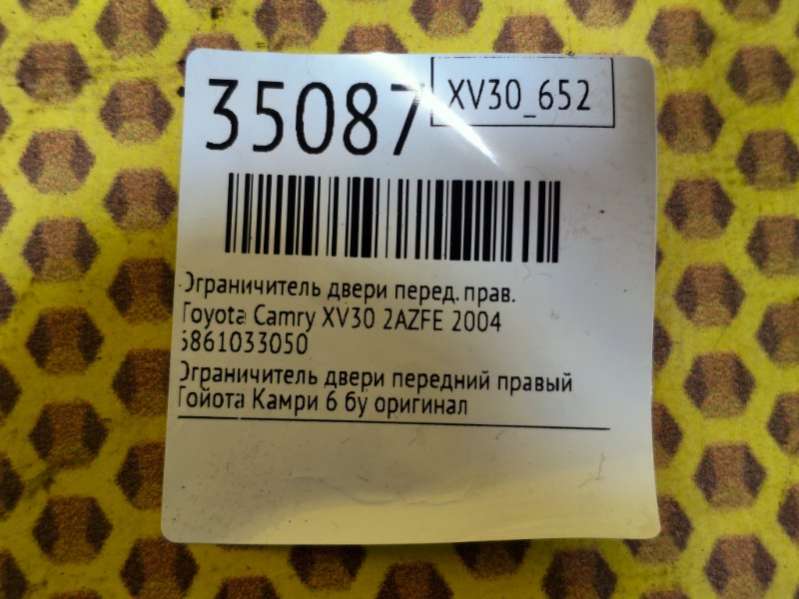 35087
XV30_652
Ограничитель двери перед. прав.
Toyota Camry XV30 2AZFE 2004
6861033050
Ограничитель двери передний правый
Тойота Камри 6 бу оригинал